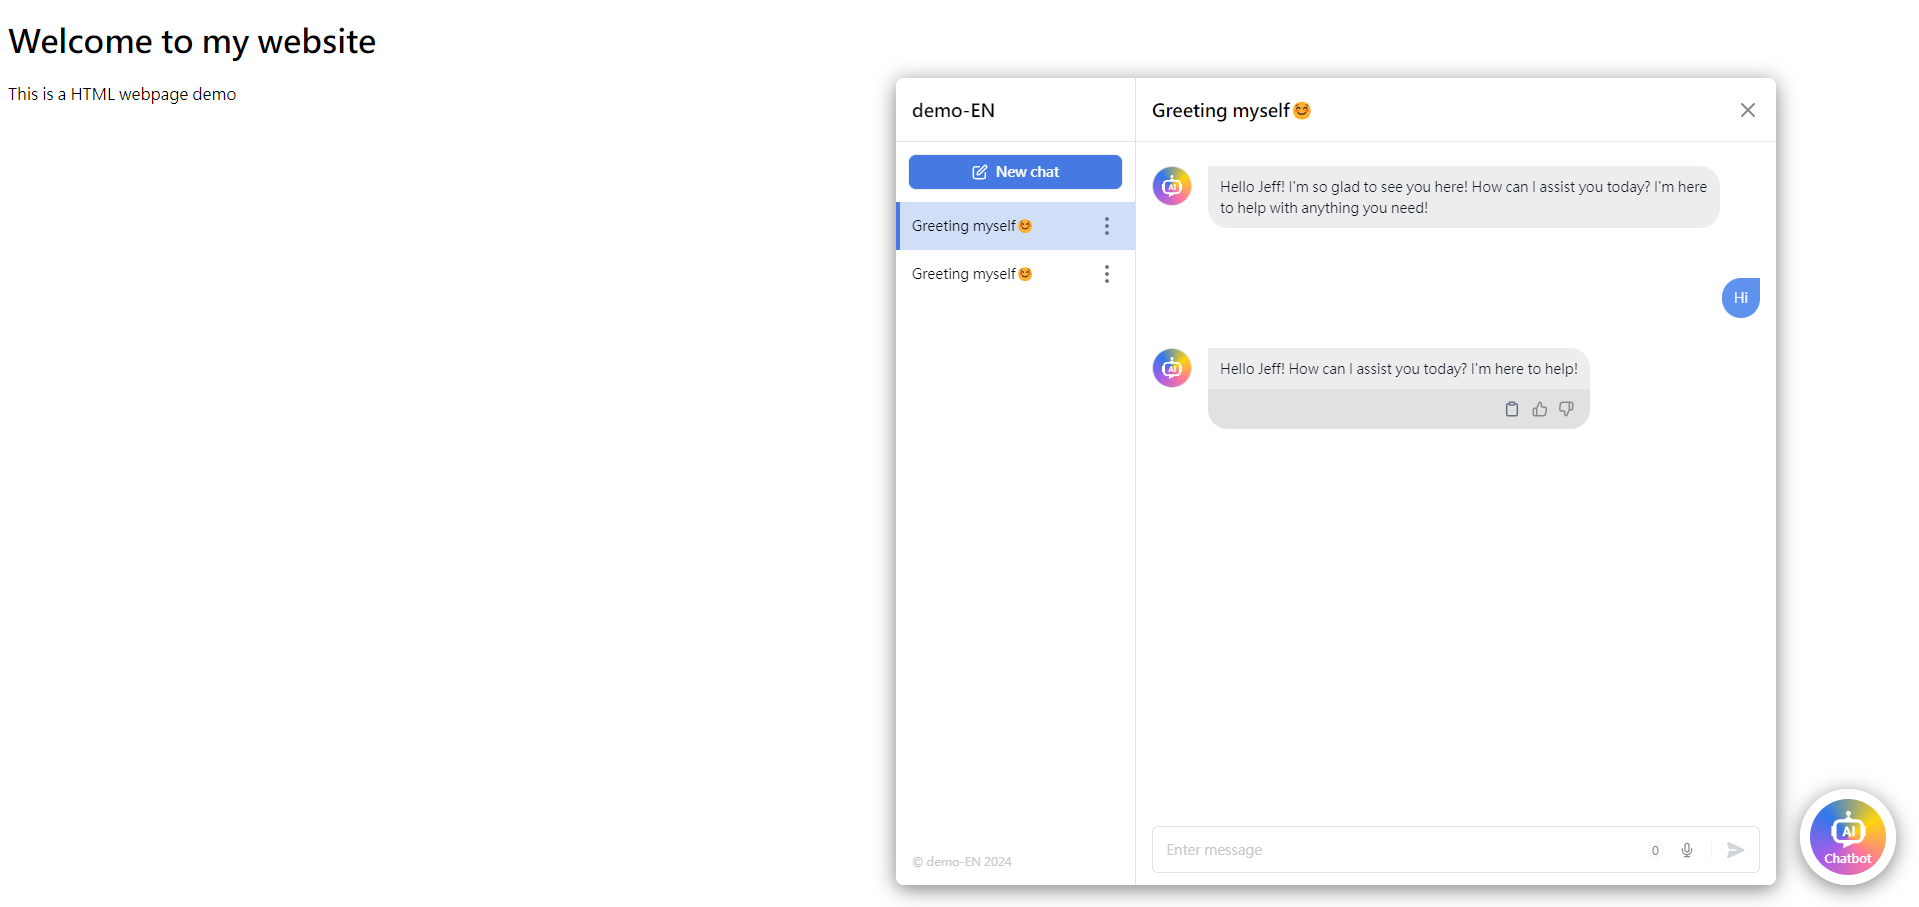 Welcome to my website
This is a HTML webpage demo
demo-EN
New chat
Greeting myself😊
Greeting myself😊
© demo-EN 2024
Greeting myself😊
AI
Hello Jeff! I'm so glad to see you here! How can I assist you today? I'm here
to help with anything you need!
Hi
AI
Hello Jeff! How can I assist you today? I'm here to help!
Enter message
0
AI
Chatbot